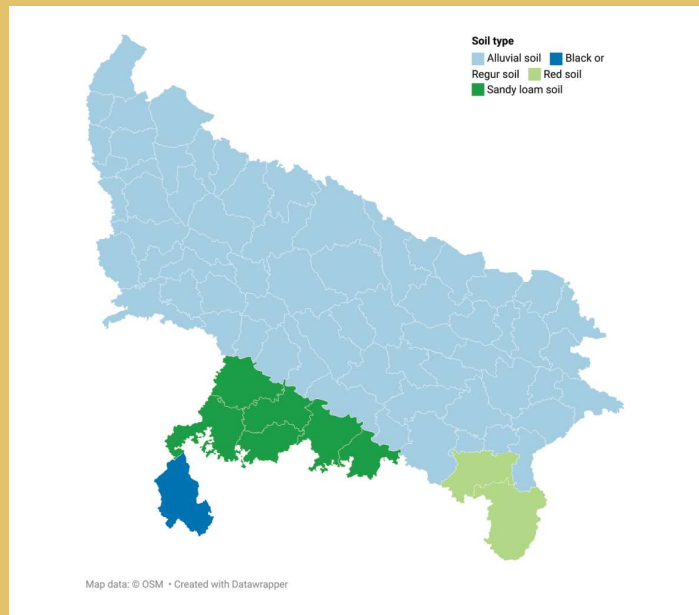 Soil type
Alluvial soil Black or
Regur soil Red soil
Sandy loam soil
Map data: © OSM • Created with Datawrapper